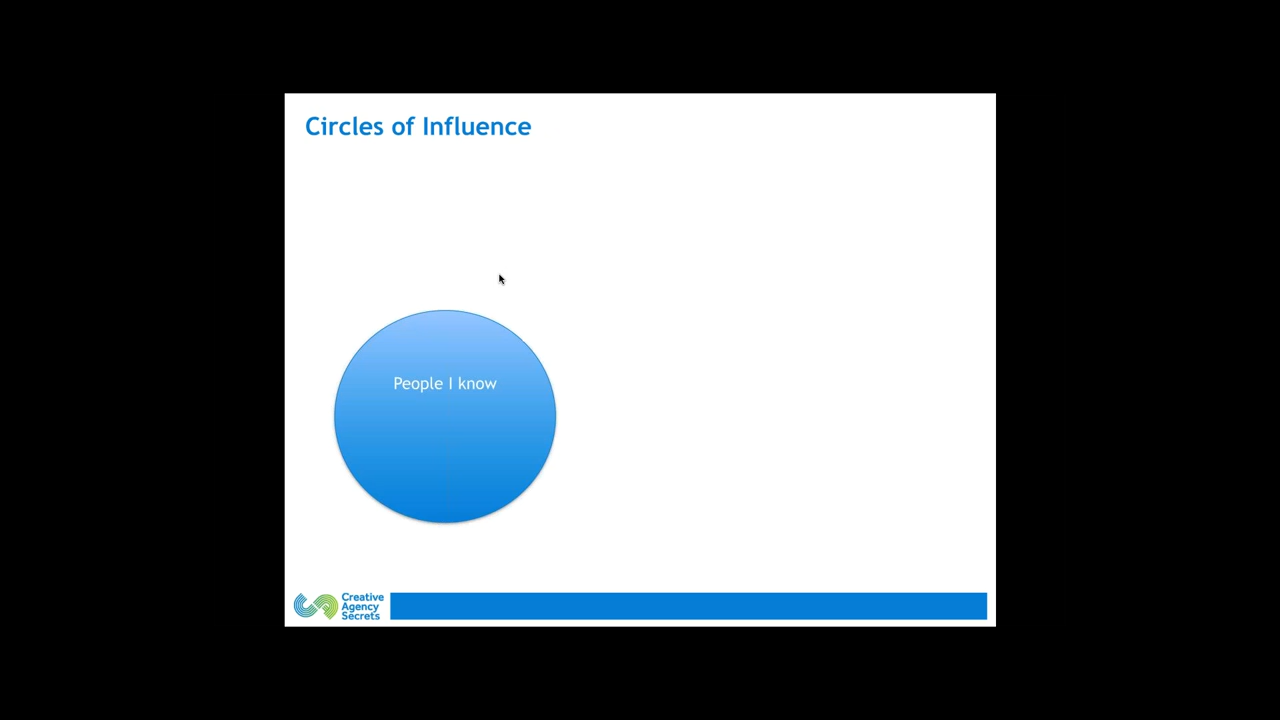 Circles of Influence
People I know
Creative
Agency
Secrets